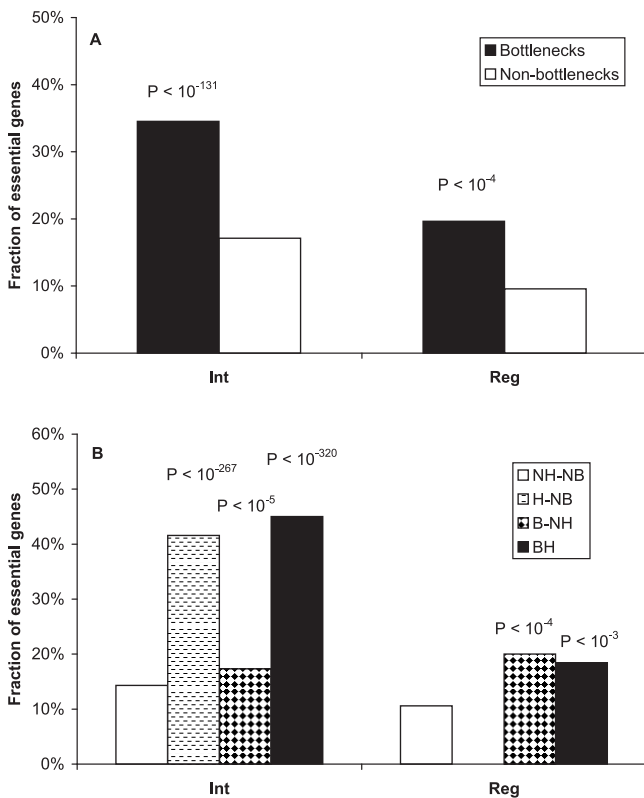 50%
A
Bottlenecks
Non-bottlenecks
40%
P < 10⁻¹³¹
30%
P < 10⁻⁴
20%
10%
0%
Fraction of essential genes
Int
Reg
60%
B
P < 10⁻³²⁰
P < 10⁻²⁶⁷
NH-NB
H-NB
B-NH
BH
50%
P < 10⁻⁵
40%
30%
P < 10⁻⁴
P < 10⁻³
20%
10%
0%
Fraction of essential genes
Int
Reg